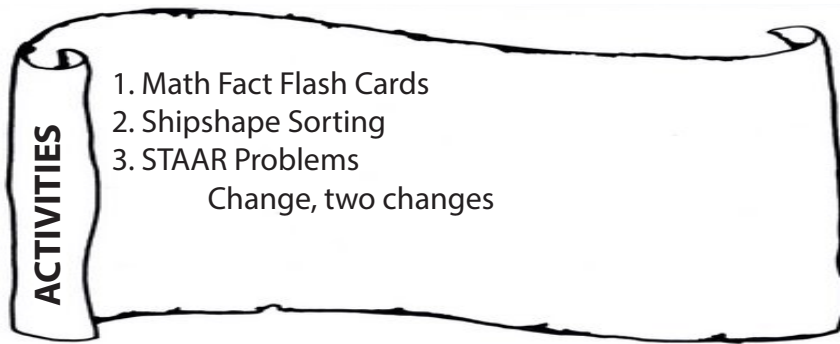 ACTIVITIES
1. Math Fact Flash Cards
2. Shipshape Sorting
3. STAAR Problems
Change, two changes